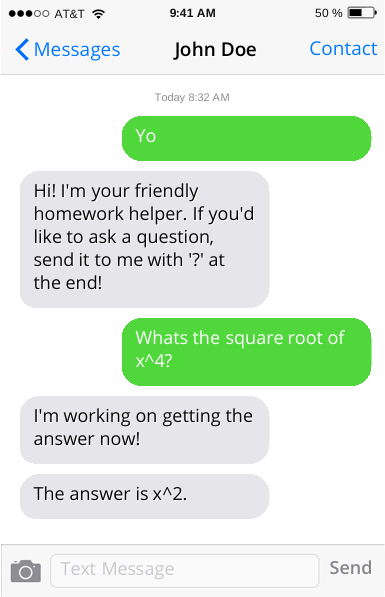 AT&T 9:41 AM 50 %
Messages John Doe Contact
Today 8:32 AM
Yo
Hi! I'm your friendly
homework helper. If you'd
like to ask a question,
send it to me with '?' at
the end!
Whats the square root of
x^4?
I'm working on getting the
answer now!
The answer is x^2.
Text Message Send